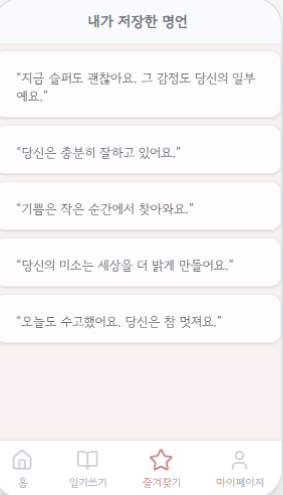 내가 저장한 명언
“지금 슬퍼도 괜찮아요. 그 감정도 당신의 일부
예요.”
“당신은 충분히 잘하고 있어요.”
“기쁨은 작은 순간에서 찾아와요.”
“당신의 미소는 세상을 더 밝게 만들어요.”
“오늘도 수고했어요. 당신은 참 멋져요.”
홈
일기쓰기
즐겨찾기
마이페이지